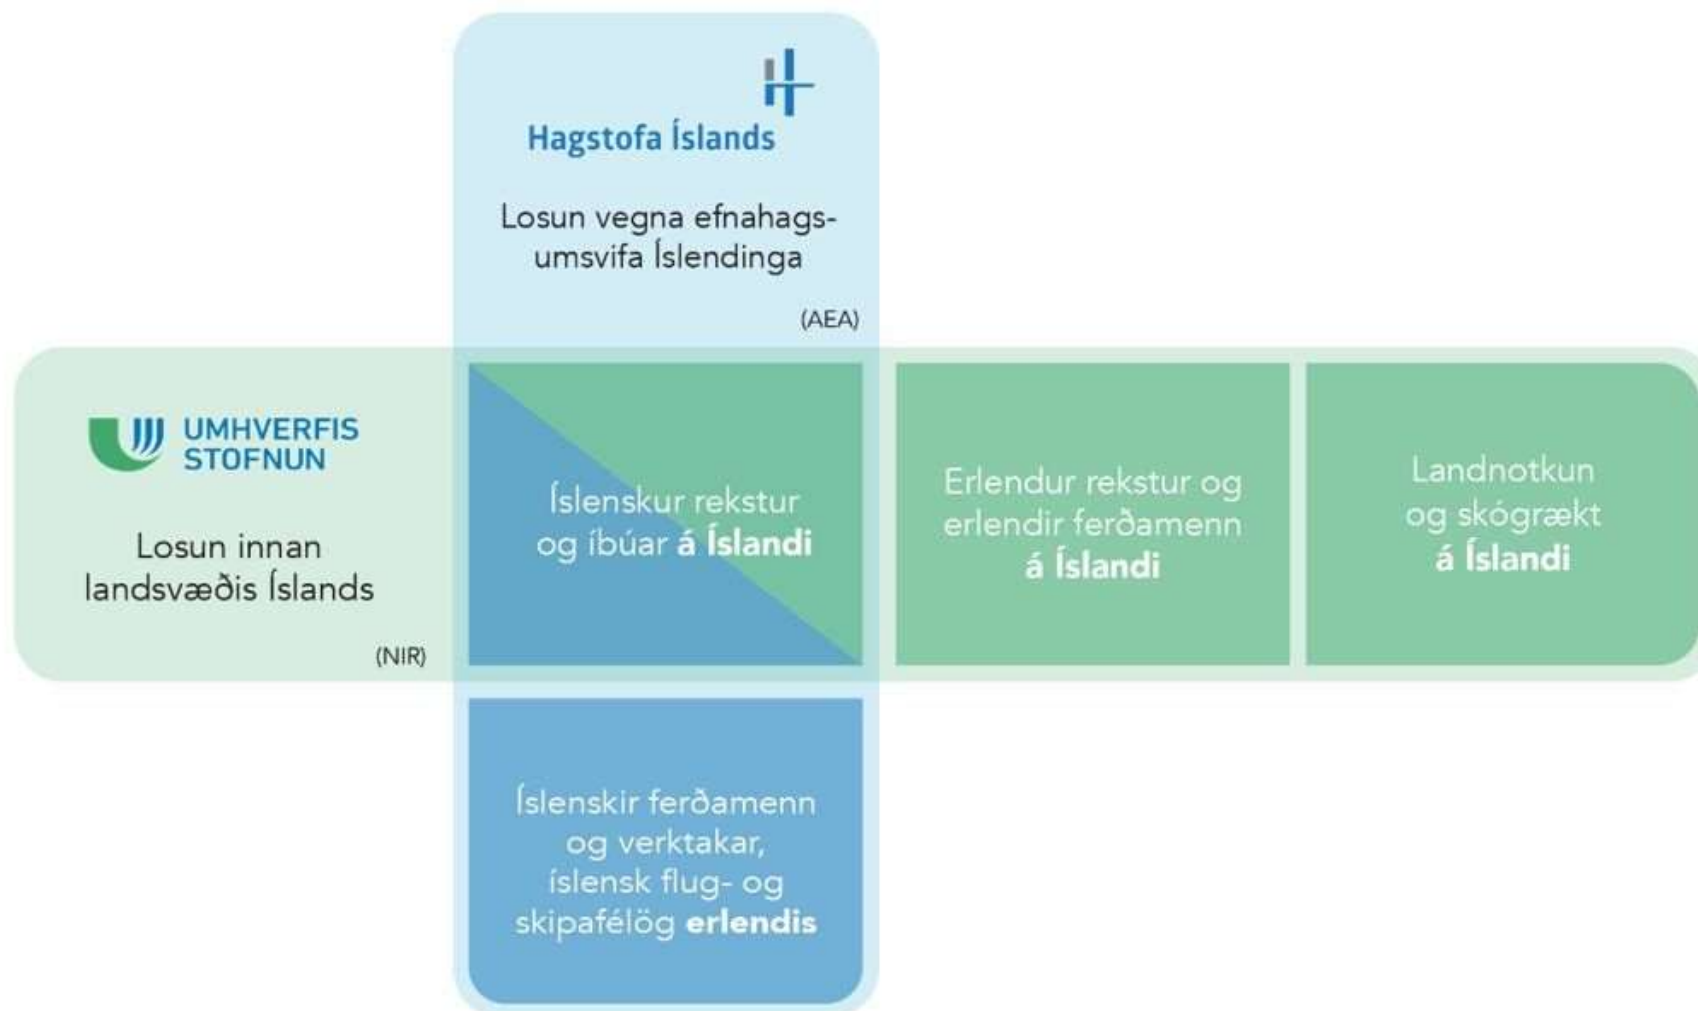 Hagstofa Íslands
Losun vegna efnahags-
umsvifa Íslendinga
(AEA)
UMHVERFIS
STOFNUN
Losun innan
landsvæðis Íslands
(NIR)
Íslenskur rekstur
og íbúar á Íslandi
Erlendur rekstur og
erlendir ferðamenn
á Íslandi
Landnotkun
og skógrækt
á Íslandi
Íslenskir ferðamenn
og verktakar,
íslensk flug- og
skipafélög erlendis